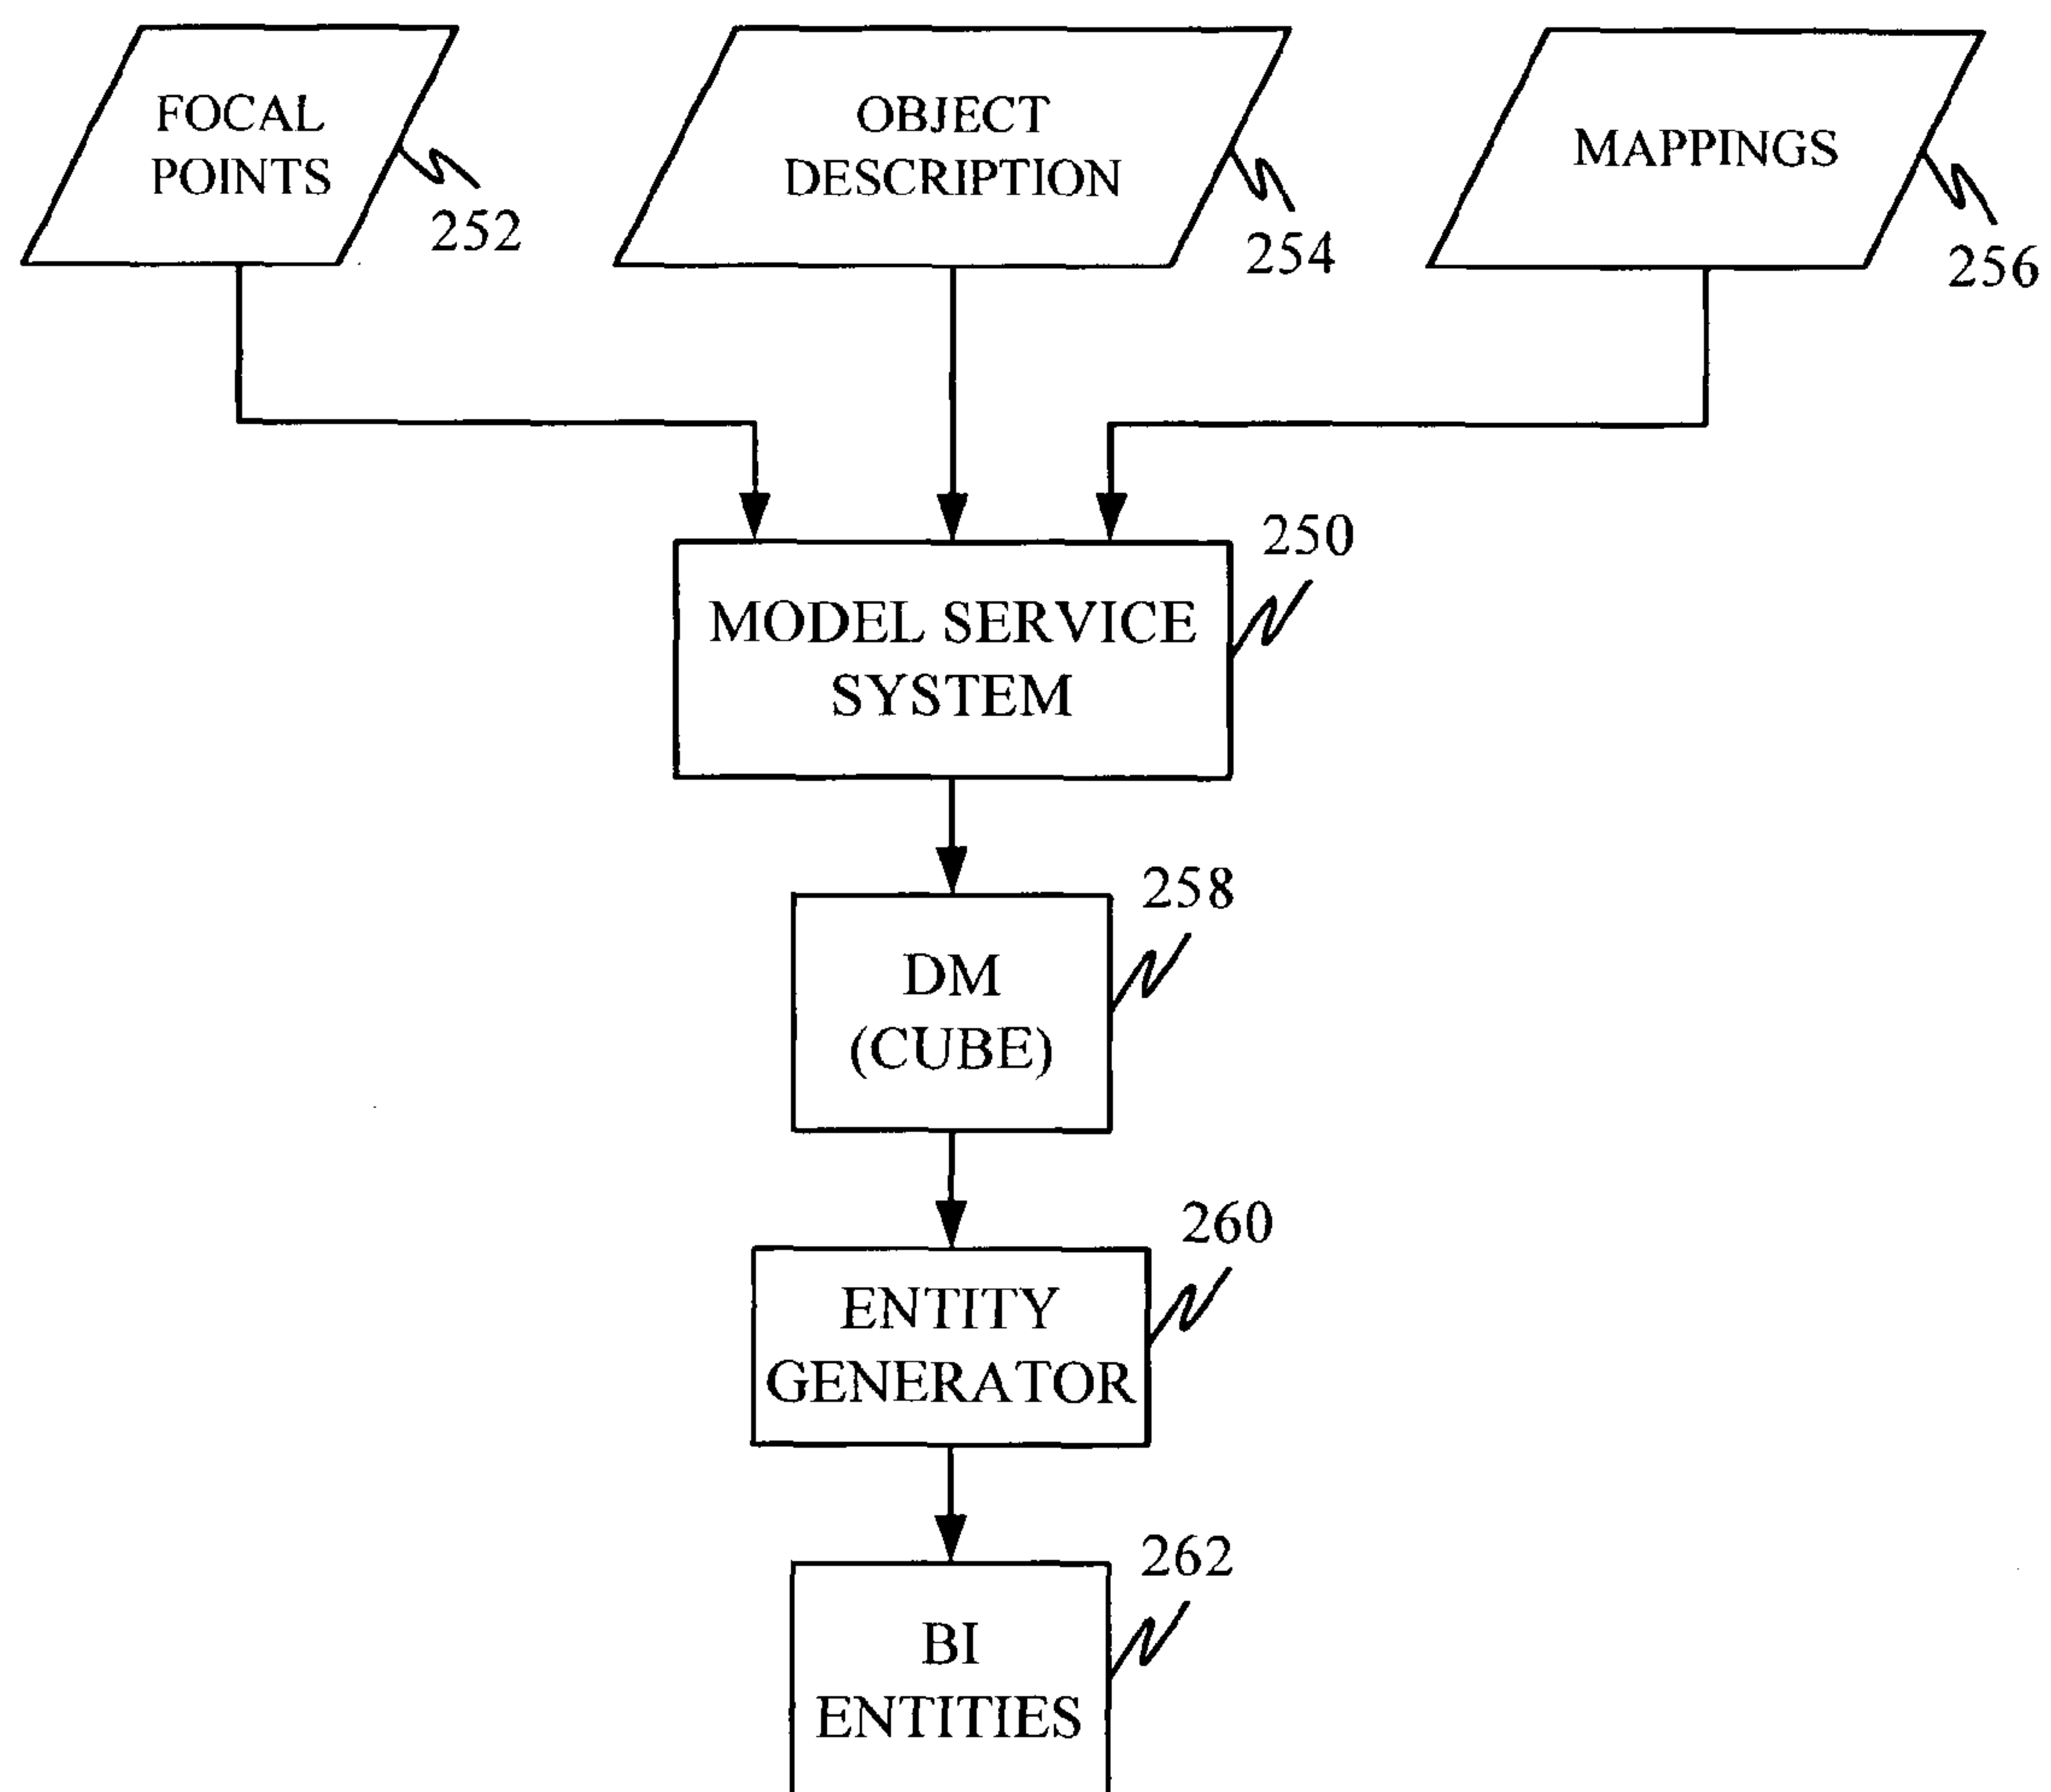 FOCAL
POINTS
252
OBJECT
DESCRIPTION
254
MAPPINGS
256
MODEL SERVICE
SYSTEM
250
DM
(CUBE)
258
ENTITY
GENERATOR
260
BI
ENTITIES
262